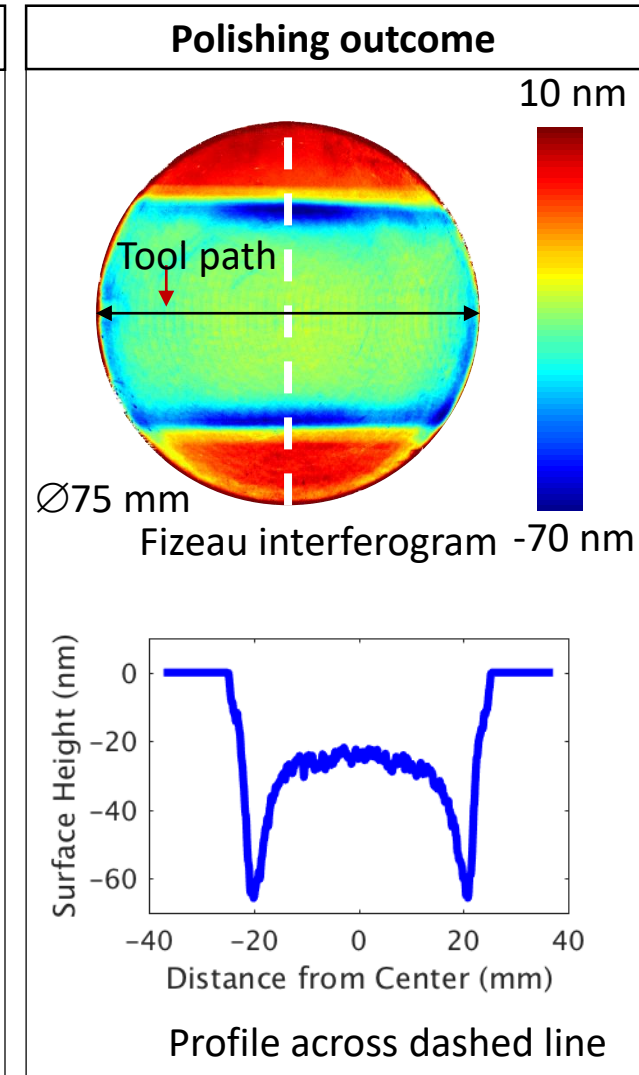 Polishing outcome
10 nm
Tool path
∅75 mm
Fizeau interferogram
-70 nm
Surface Height (nm)
0
−20
−40
−60
−40 −20 0 20 40
Distance from Center (mm)
Profile across dashed line